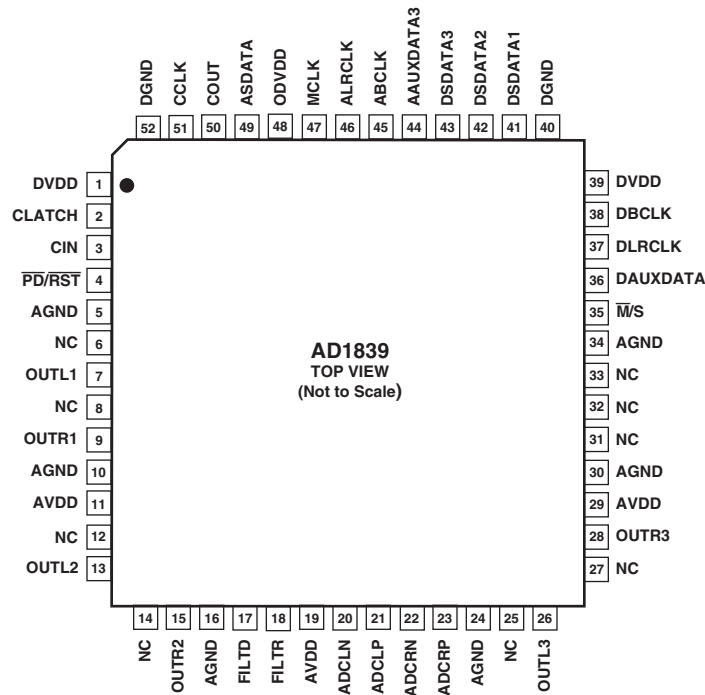 DGND
CCLK
COUT
ASDATA
ODVDD
MCLK
ALRCLK
ABCLK
AAUXDATA3
DSDATA3
DSDATA2
DSDATA1
DGND
52 51 50 49 48 47 46 45 44 43 42 41 40
DVDD 1
CLATCH 2
CIN 3
PD/RST 4
AGND 5
NC 6
OUTL1 7
NC 8
OUTR1 9
AGND 10
AVDD 11
NC 12
OUTL2 13
AD1839
TOP VIEW
(Not to Scale)
39 DVDD
38 DBCLK
37 DLRCLK
36 DAUXDATA
35 M/S
34 AGND
33 NC
32 NC
31 NC
30 AGND
29 AVDD
28 OUTR3
27 NC
14 15 16 17 18 19 20 21 22 23 24 25 26
NC
OUTR2
AGND
FILTD
FILTR
AVDD
ADCLN
ADCLP
ADCRN
ADCRP
AGND
NC
OUTL3